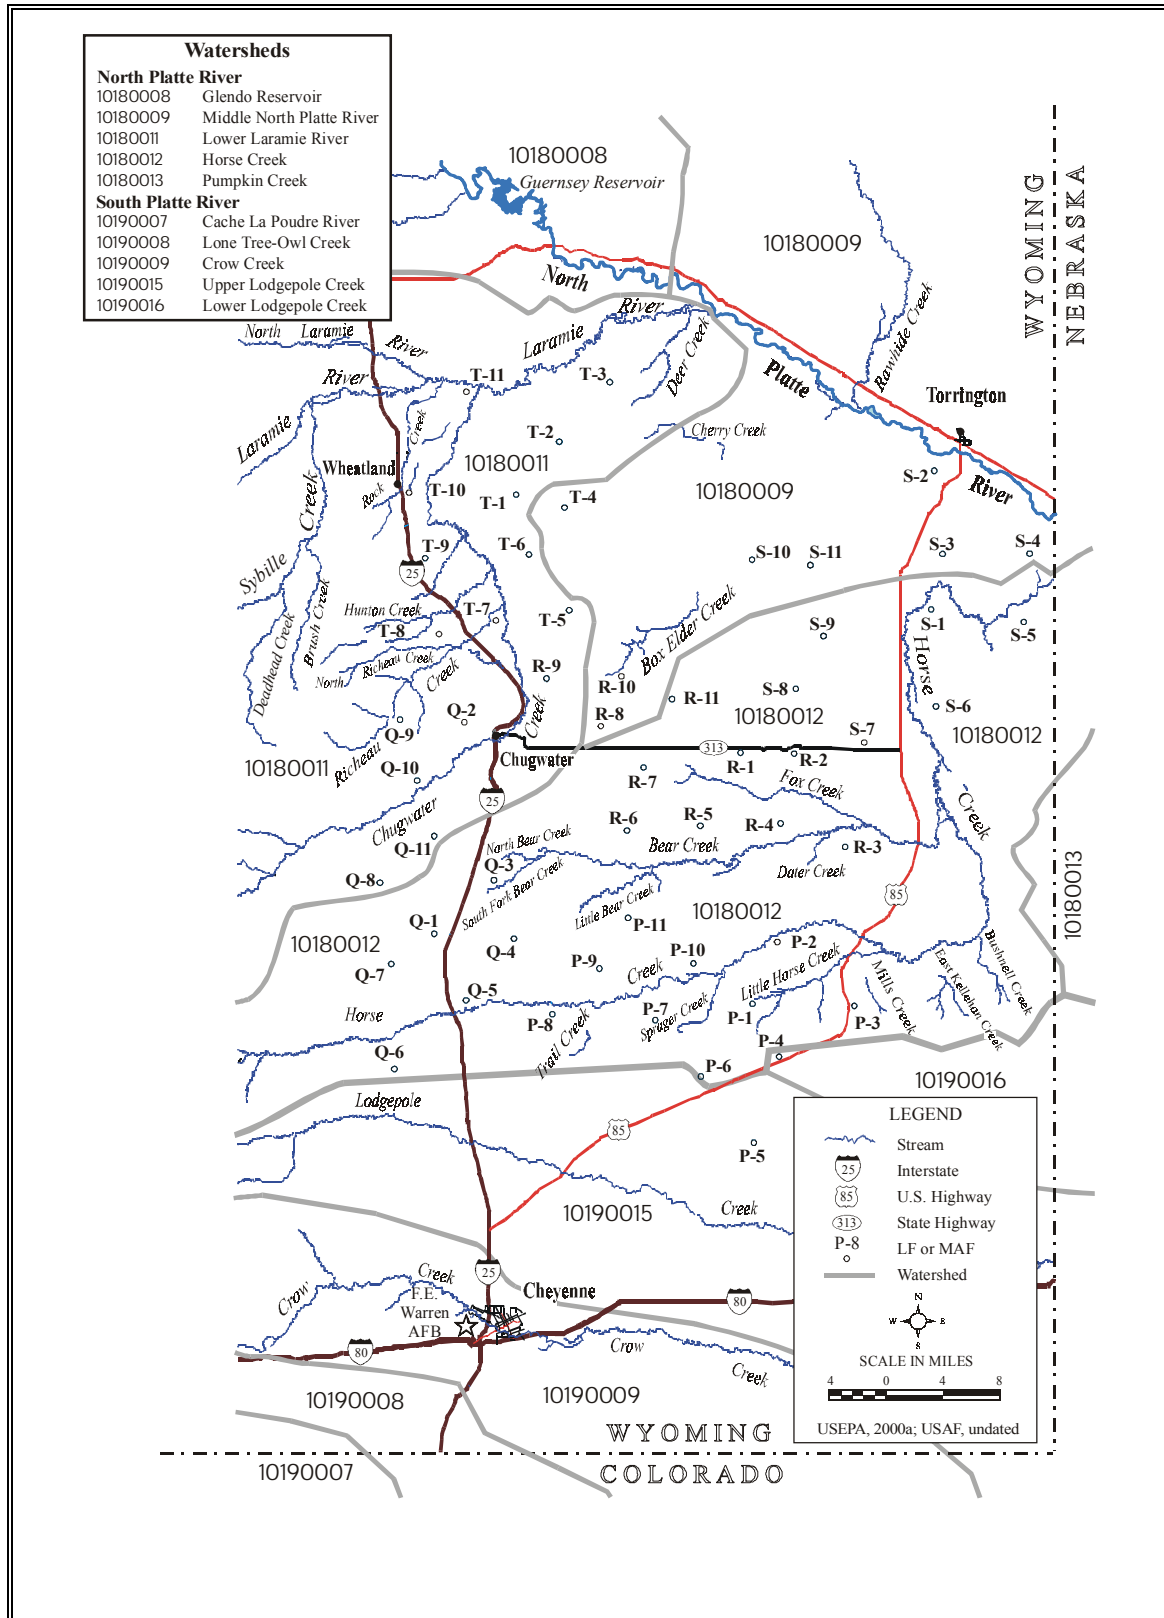 Watersheds
North Platte River
10180008 Glendo Reservoir
10180009 Middle North Platte River
10180011 Lower Laramie River
10180012 Horse Creek
10180013 Pumpkin Creek
South Platte River
10190007 Cache La Poudre River
10190008 Lone Tree-Owl Creek
10190009 Crow Creek
10190015 Upper Lodgepole Creek
10190016 Lower Lodgepole Creek
10180008
Guernsey Reservoir
WYOMING
NEBRASKA
10180009
North
Platte
River
Rawhide Creek
Torrington
North Laramie River
Laramie River
Laramie River
Deer Creek
T-11
T-3
T-2
Cherry Creek
10180011
Wheatland
Rock Creek
T-10
T-1
T-4
10180009
S-2
Sybille Creek
T-9
T-6
S-10
S-11
S-3
S-4
25
Deadhead Creek
Brush Creek
Hunton Creek
T-7
T-8
T-5
Box Elder Creek
S-9
S-1
S-5
Horse
North Richeau Creek
R-9
R-10
R-11
S-8
S-6
Q-2
Q-9
R-8
10180012
S-7
10180012
Richeau Creek
10180011
Q-10
Chugwater
313
R-1
R-2
R-7
Fox Creek
25
Chugwater Creek
Creek
Q-11
R-6
R-5
R-4
North Bear Creek
Bear Creek
R-3
Q-3
Dater Creek
Q-8
South Fork Bear Creek
Little Bear Creek
85
10180013
Q-1
P-11
10180012
10180012
Q-4
P-2
Q-7
P-9
P-10
Little Horse Creek
Mills Creek
East Kellehan Creek
Bushnell Creek
Horse
Creek
Q-5
P-8
P-7
Spruger Creek
P-1
P-3
Trail Creek
P-4
Q-6
P-6
10190016
Lodgepole
Creek
85
P-5
10190015
Crow
Creek
25
F.E.
Warren
AFB
Cheyenne
80
80
Crow
Creek
10190008
10190009
10190007
WYOMING
COLORADO
LEGEND
Stream
25 Interstate
85 U.S. Highway
313 State Highway
P-8 LF or MAF
Watershed
N
W E
S
SCALE IN MILES
4 0 4 8
USEPA, 2000a; USAF, undated